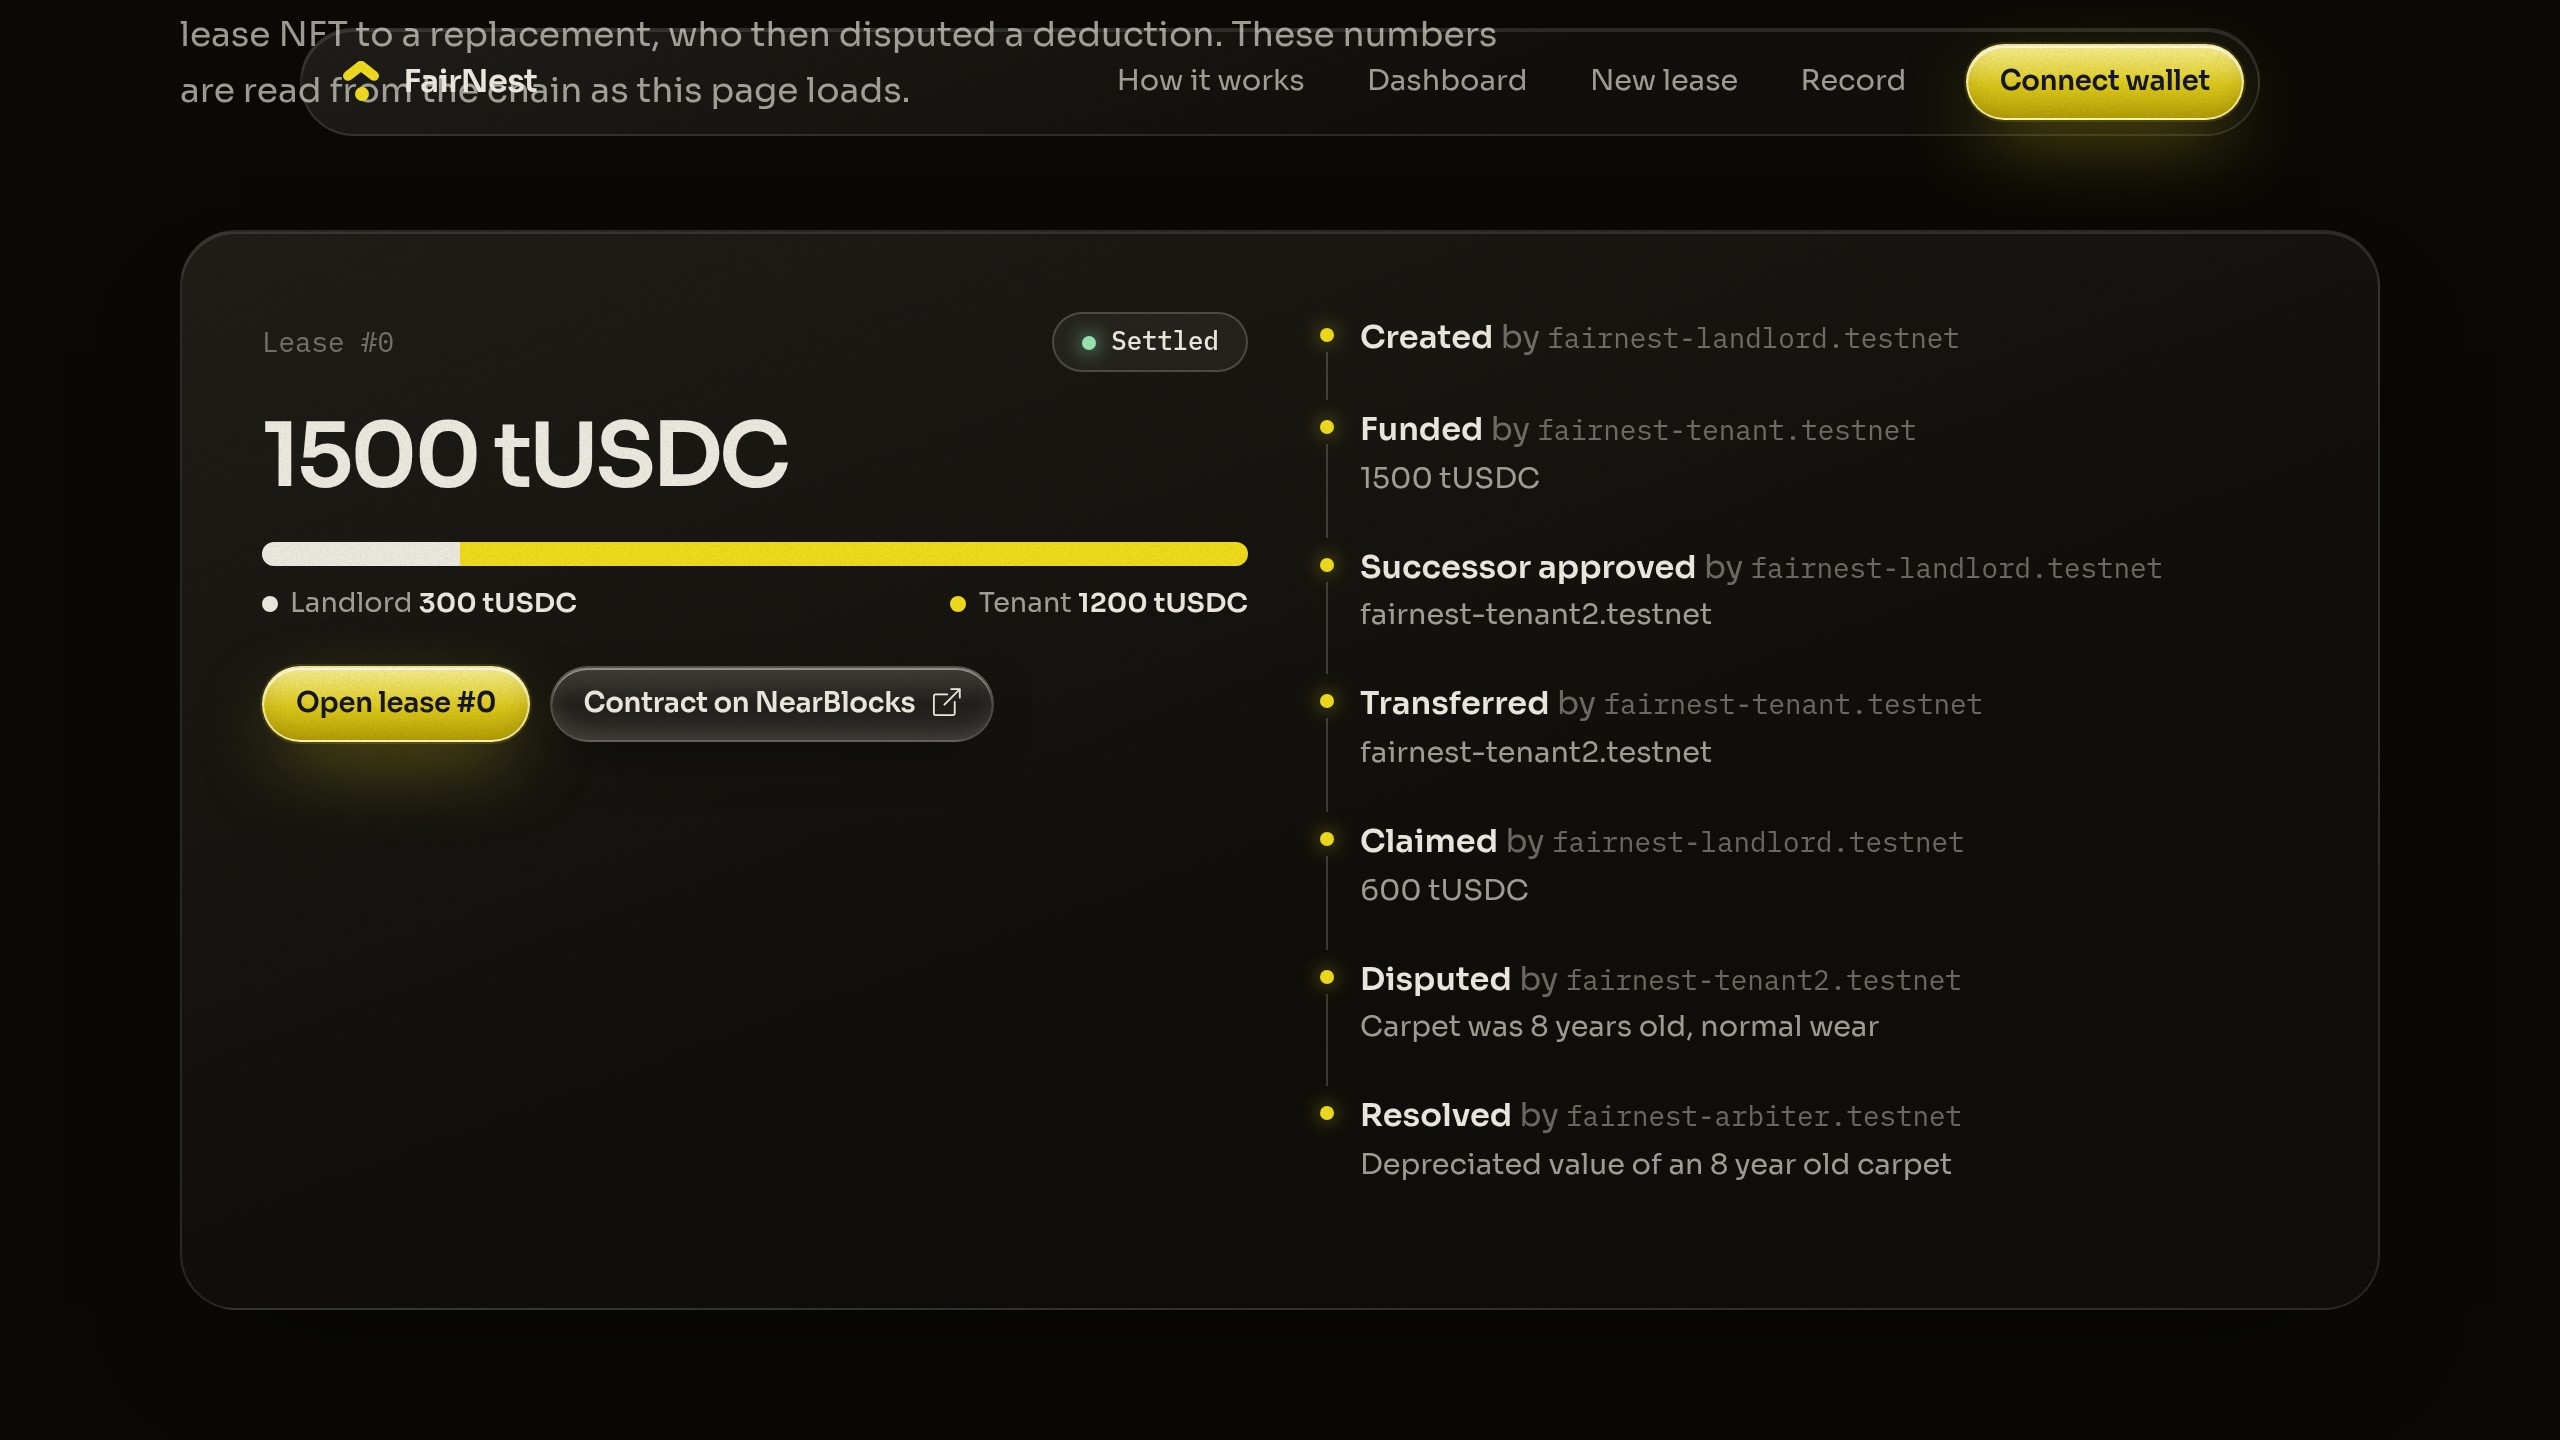 lease NFT to a replacement, who then disputed a deduction. These numbers
are read from the chain as this page loads.
FairNest
How it works
Dashboard
New lease
Record
Connect wallet
Lease #0
Settled
1500 tUSDC
Landlord 300 tUSDC
Tenant 1200 tUSDC
Open lease #0
Contract on NearBlocks
Created by fairnest-landlord.testnet
Funded by fairnest-tenant.testnet
1500 tUSDC
Successor approved by fairnest-landlord.testnet
fairnest-tenant2.testnet
Transferred by fairnest-tenant.testnet
fairnest-tenant2.testnet
Claimed by fairnest-landlord.testnet
600 tUSDC
Disputed by fairnest-tenant2.testnet
Carpet was 8 years old, normal wear
Resolved by fairnest-arbiter.testnet
Depreciated value of an 8 year old carpet